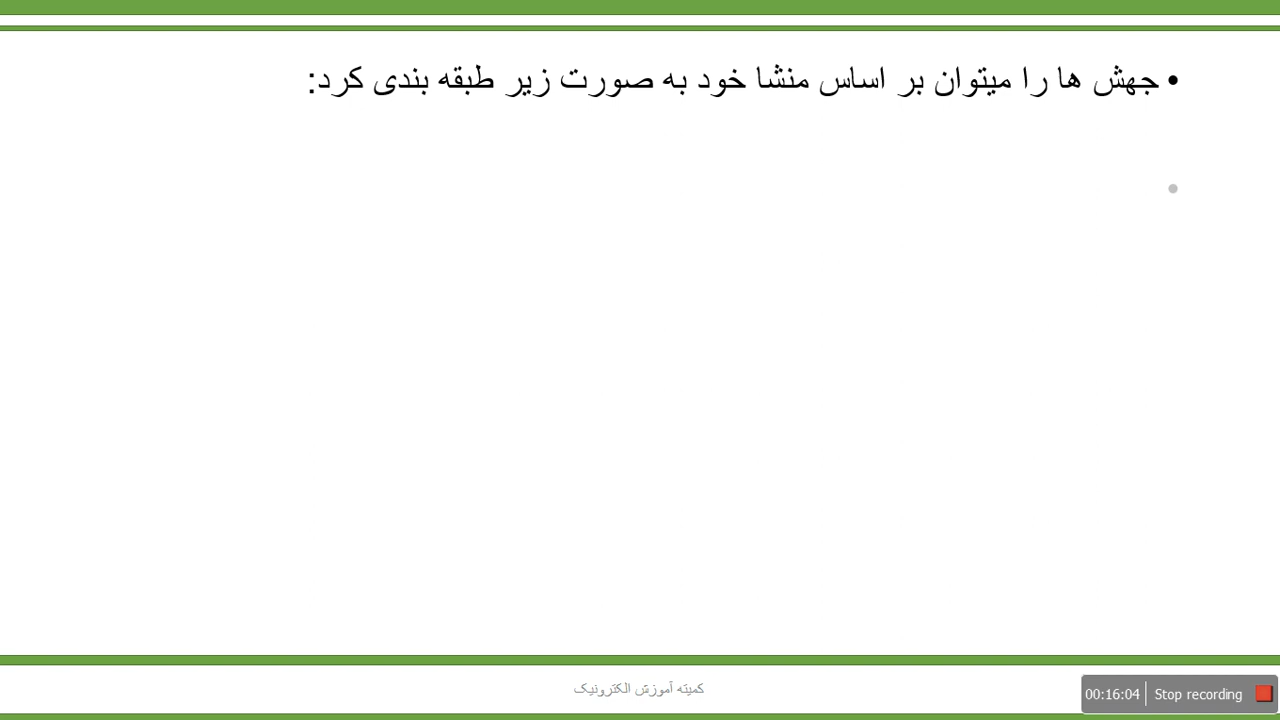 • جهش ها را میتوان بر اساس منشا خود به صورت زیر طبقه بندی کرد:
•
کمیته آموزش الکترونیک
00:16:04 Stop recording